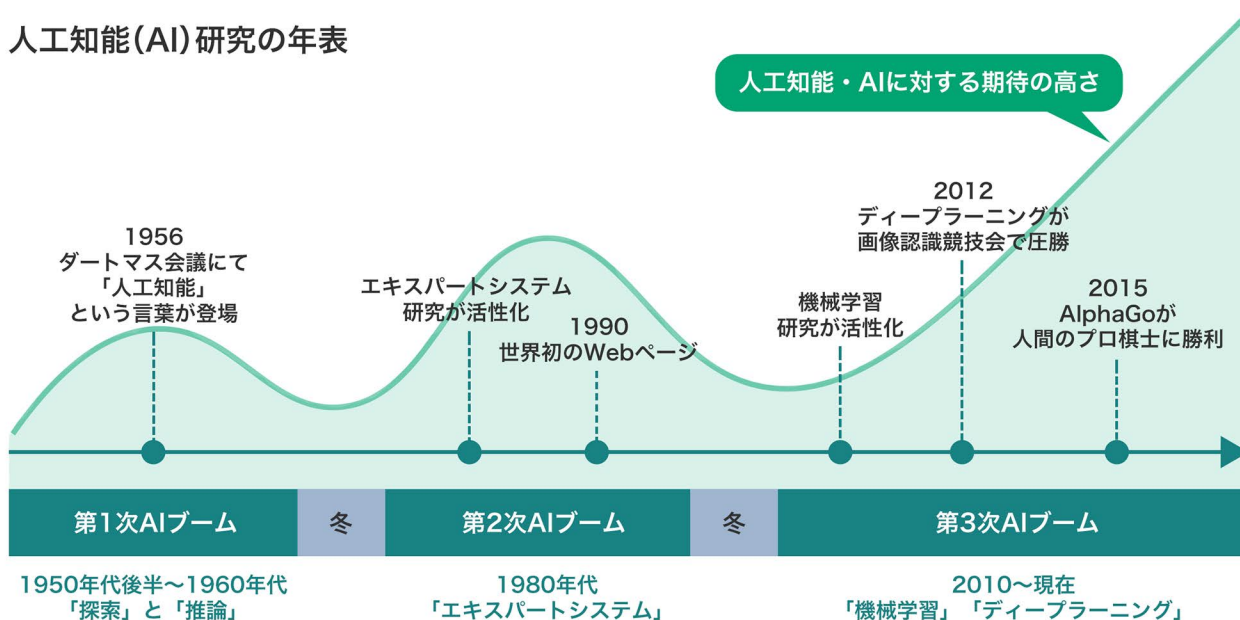 人工知能（AI）研究の年表
人工知能・AIに対する期待の高さ
1956
ダートマス会議にて
「人工知能」
という言葉が登場
エキスパートシステム
研究が活性化
1990
世界初のWebページ
機械学習
研究が活性化
2012
ディープラーニングが
画像認識競技会で圧勝
2015
AlphaGoが
人間のプロ棋士に勝利
第1次AIブーム
冬
第2次AIブーム
冬
第3次AIブーム
1950年代後半～1960年代
「探索」と「推論」
1980年代
「エキスパートシステム」
2010～現在
「機械学習」「ディープラーニング」